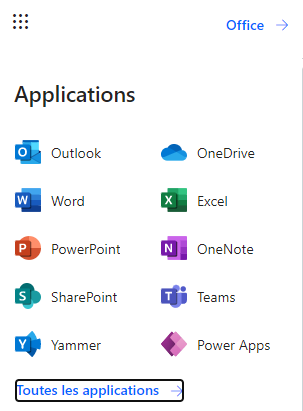 Office
Applications
Outlook OneDrive
Word Excel
PowerPoint OneNote
SharePoint Teams
Yammer Power Apps
Toutes les applications